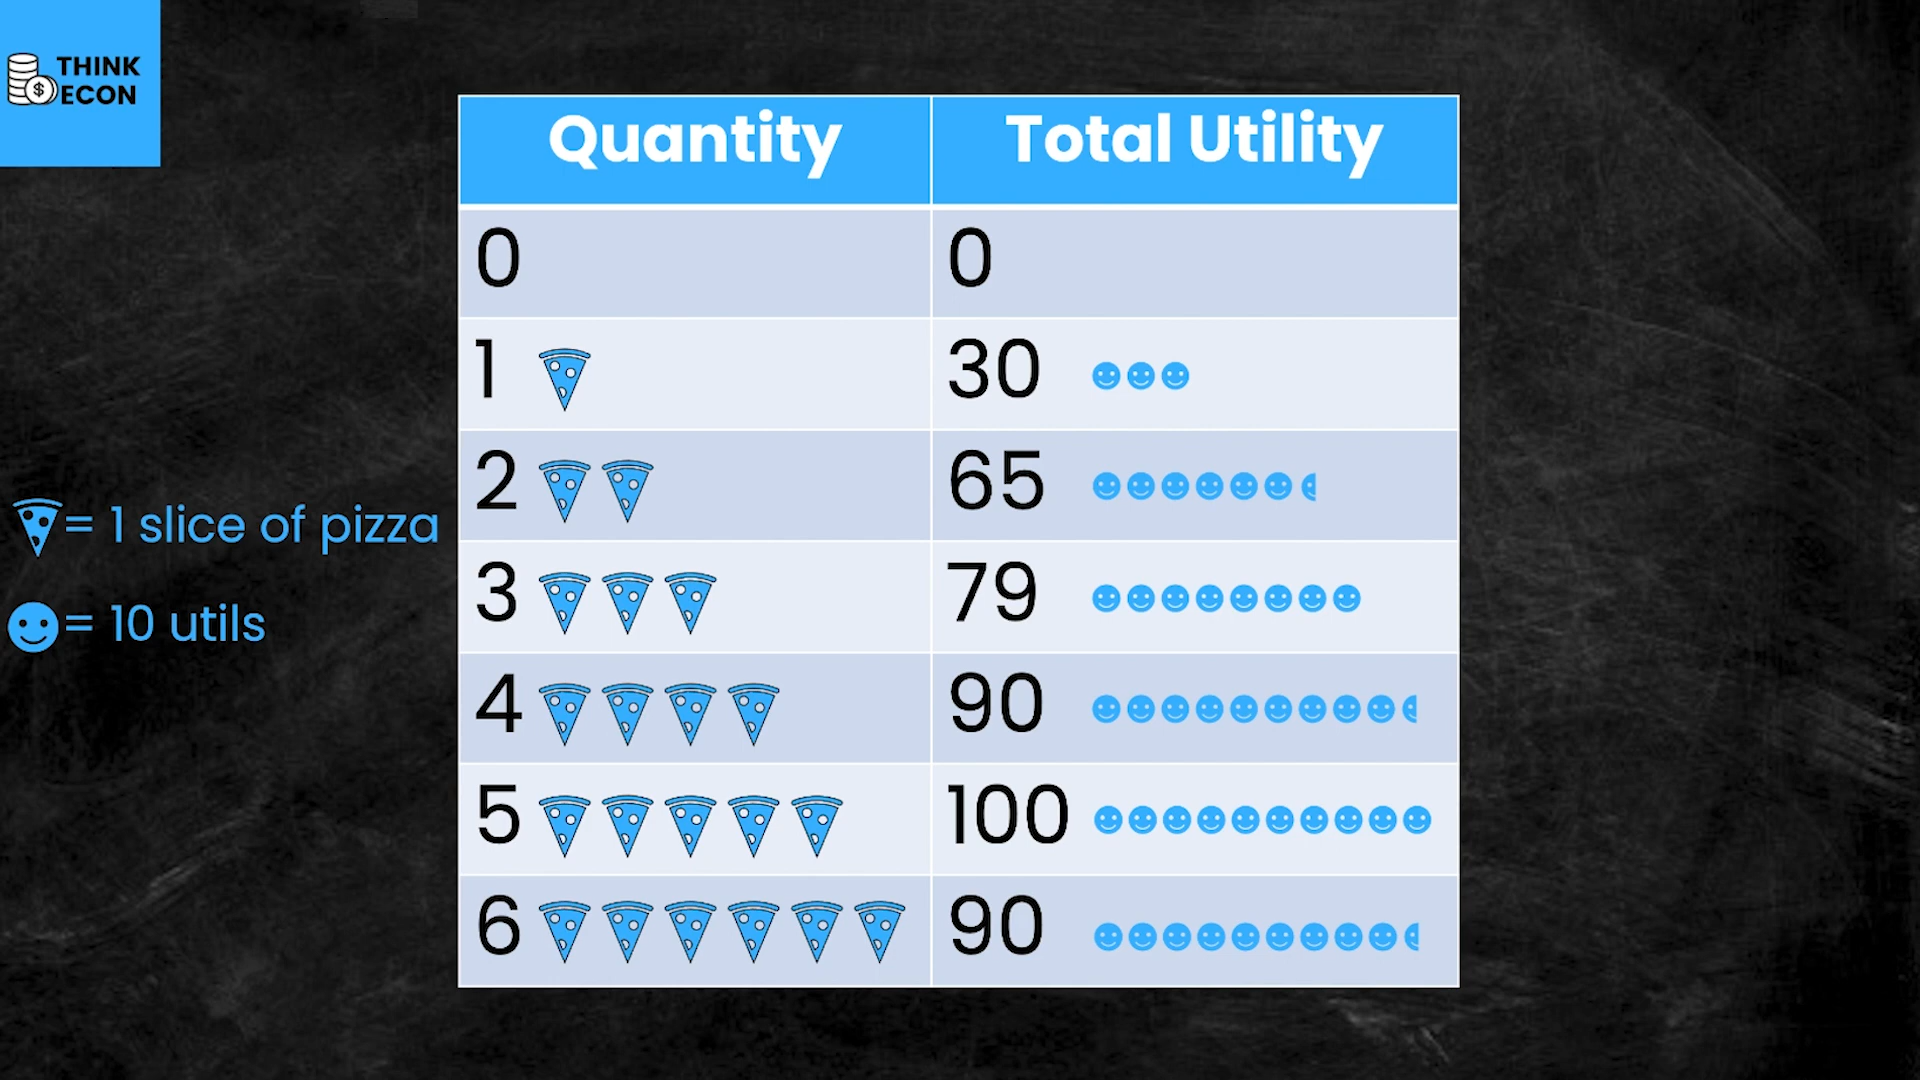 THINK
ECON
Quantity Total Utility
0 0
1 30
2 65
3 79
4 90
5 100
6 90
= 1 slice of pizza
= 10 utils